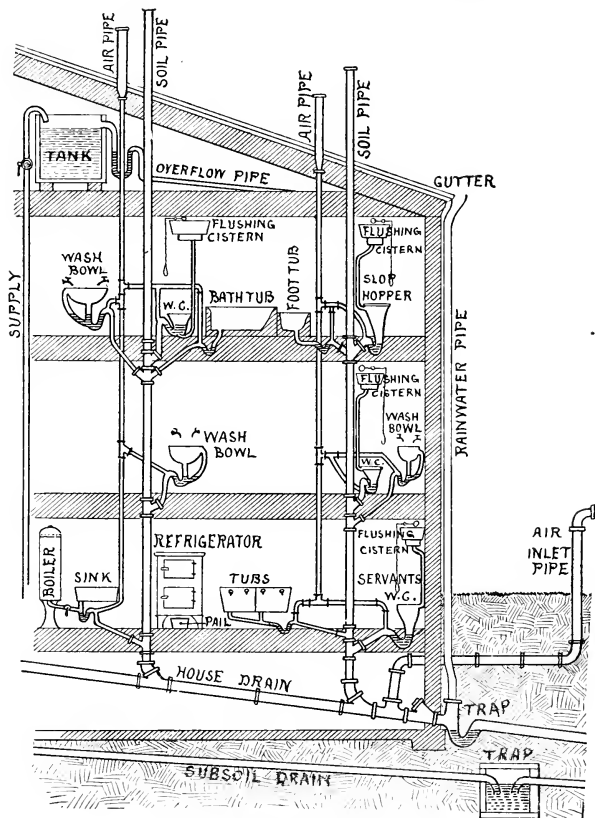 AIR PIPE
SOIL PIPE
AIR PIPE
SOIL PIPE
TANK
OVERFLOW PIPE
GUTTER
SUPPLY
WASH
BOWL
FLUSHING
CISTERN
W.C.
BATH TUB
FOOT TUB
FLUSHING
CISTERN
SLOP
HOPPER
RAINWATER PIPE
WASH
BOWL
FLUSHING
CISTERN
W.C.
WASH
BOWL
BOILER
SINK
REFRIGERATOR
PAIL
TUBS
FLUSHING
CISTERN
SERVANTS
W.C.
AIR
INLET
PIPE
HOUSE DRAIN
TRAP
SUBSOIL DRAIN
TRAP